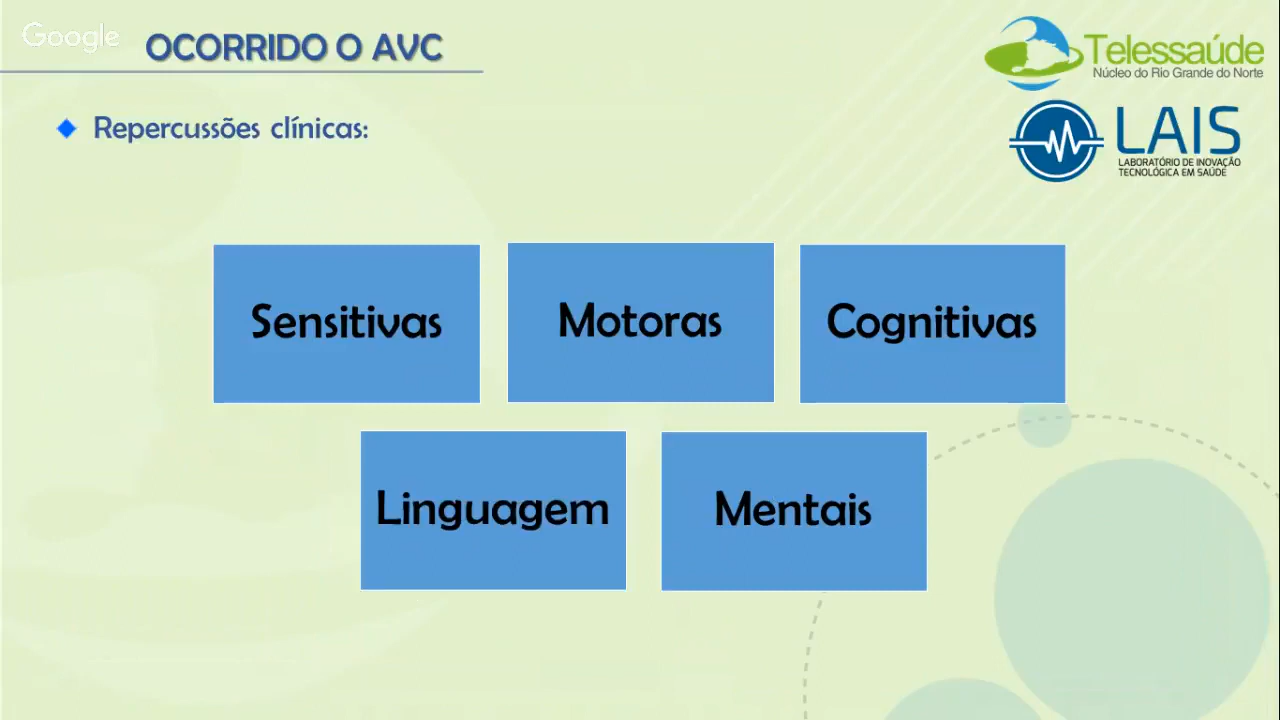 Google
OCORRIDO O AVC
Telessaúde
Núcleo do Rio Grande do Norte
Repercussões clínicas:
LAIS
LABORATÓRIO DE INOVAÇÃO
TECNOLÓGICA EM SAÚDE
Sensitivas
Motoras
Cognitivas
Linguagem
Mentais